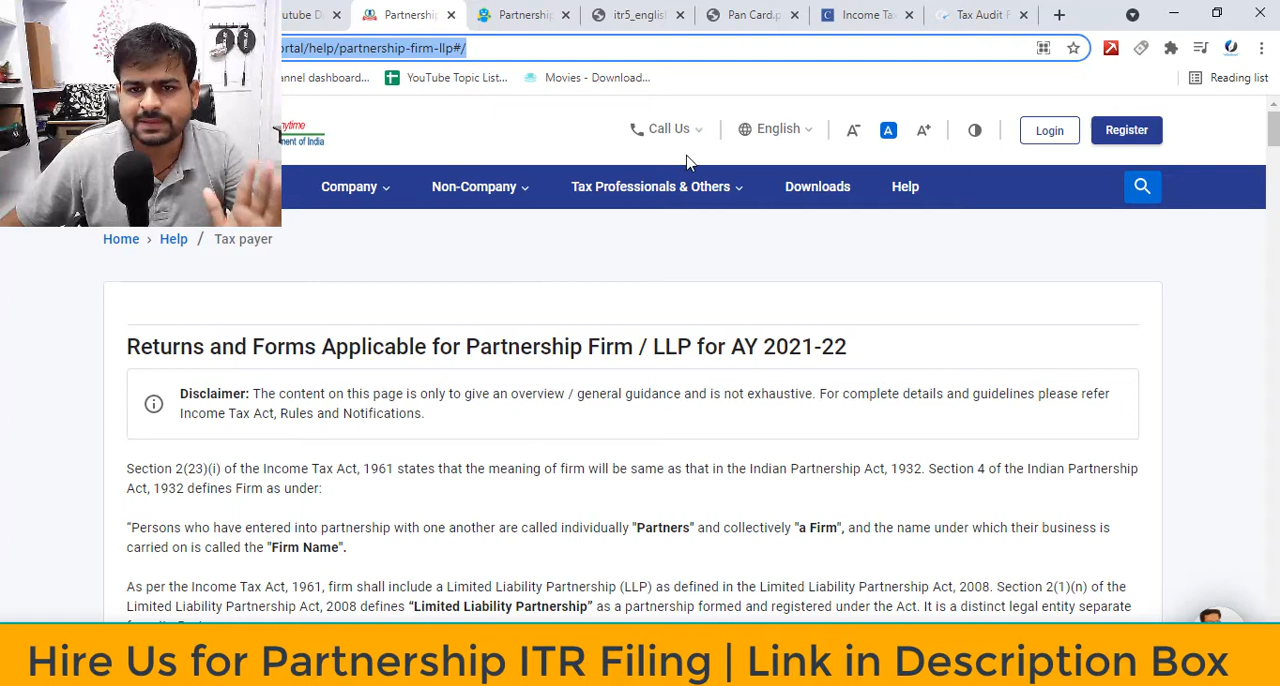 utube D
Partnership
Partnership
itr5_english
Pan Card.p
Income Ta
Tax Audit F
ortal/help/partnership-firm-llp#/
annel dashboard...
YouTube Topic List...
Movies - Download...
Reading list
nytime
ment of India
Call Us
English
A-
A
A+
Login
Register
Company
Non-Company
Tax Professionals & Others
Downloads
Help
Home › Help / Tax payer
Returns and Forms Applicable for Partnership Firm / LLP for AY 2021-22
Disclaimer: The content on this page is only to give an overview / general guidance and is not exhaustive. For complete details and guidelines please refer
Income Tax Act, Rules and Notifications.
Section 2(23)(i) of the Income Tax Act, 1961 states that the meaning of firm will be same as that in the Indian Partnership Act, 1932. Section 4 of the Indian Partnership
Act, 1932 defines Firm as under:
“Persons who have entered into partnership with one another are called individually "Partners" and collectively "a Firm", and the name under which their business is
carried on is called the "Firm Name".
As per the Income Tax Act, 1961, firm shall include a Limited Liability Partnership (LLP) as defined in the Limited Liability Partnership Act, 2008. Section 2(1)(n) of the
Limited Liability Partnership Act, 2008 defines “Limited Liability Partnership” as a partnership formed and registered under the Act. It is a distinct legal entity separate
Hire Us for Partnership ITR Filing | Link in Description Box